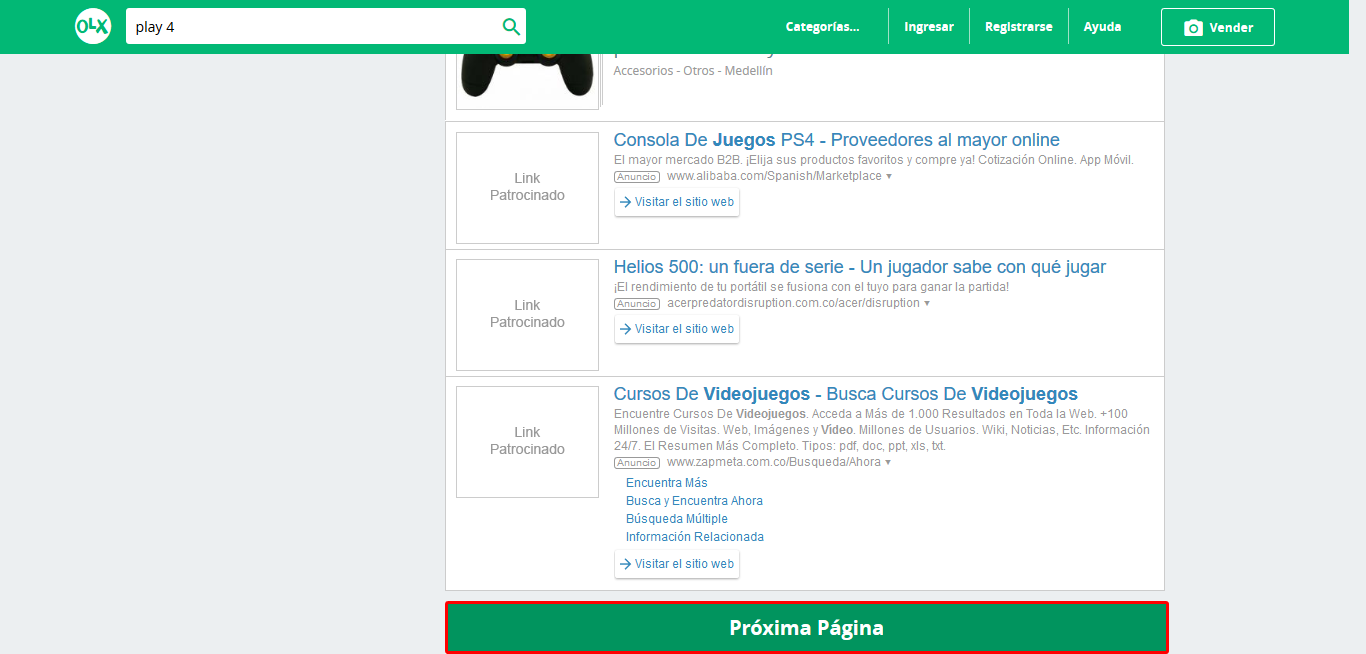 OLX
play 4
Categorías...
Ingresar
Registrarse
Ayuda
Vender
Accesorios - Otros - Medellín
Link
Patrocinado
Consola De Juegos PS4 - Proveedores al mayor online
El mayor mercado B2B. ¡Elija sus productos favoritos y compre ya! Cotización Online. App Móvil.
Anuncio www.alibaba.com/Spanish/Marketplace ▾
→ Visitar el sitio web
Link
Patrocinado
Helios 500: un fuera de serie - Un jugador sabe con qué jugar
¡El rendimiento de tu portátil se fusiona con el tuyo para ganar la partida!
Anuncio acerpredatordisruption.com.co/acer/disruption ▾
→ Visitar el sitio web
Link
Patrocinado
Cursos De Videojuegos - Busca Cursos De Videojuegos
Encuentre Cursos De Videojuegos. Acceda a Más de 1.000 Resultados en Toda la Web. +100
Millones de Visitas. Web, Imágenes y Video. Millones de Usuarios. Wiki, Noticias, Etc. Información
24/7. El Resumen Más Completo. Tipos: pdf, doc, ppt, xls, txt.
Anuncio www.zapmeta.com.co/Busqueda/Ahora ▾
Encuentra Más
Busca y Encuentra Ahora
Búsqueda Múltiple
Información Relacionada
→ Visitar el sitio web
Próxima Página